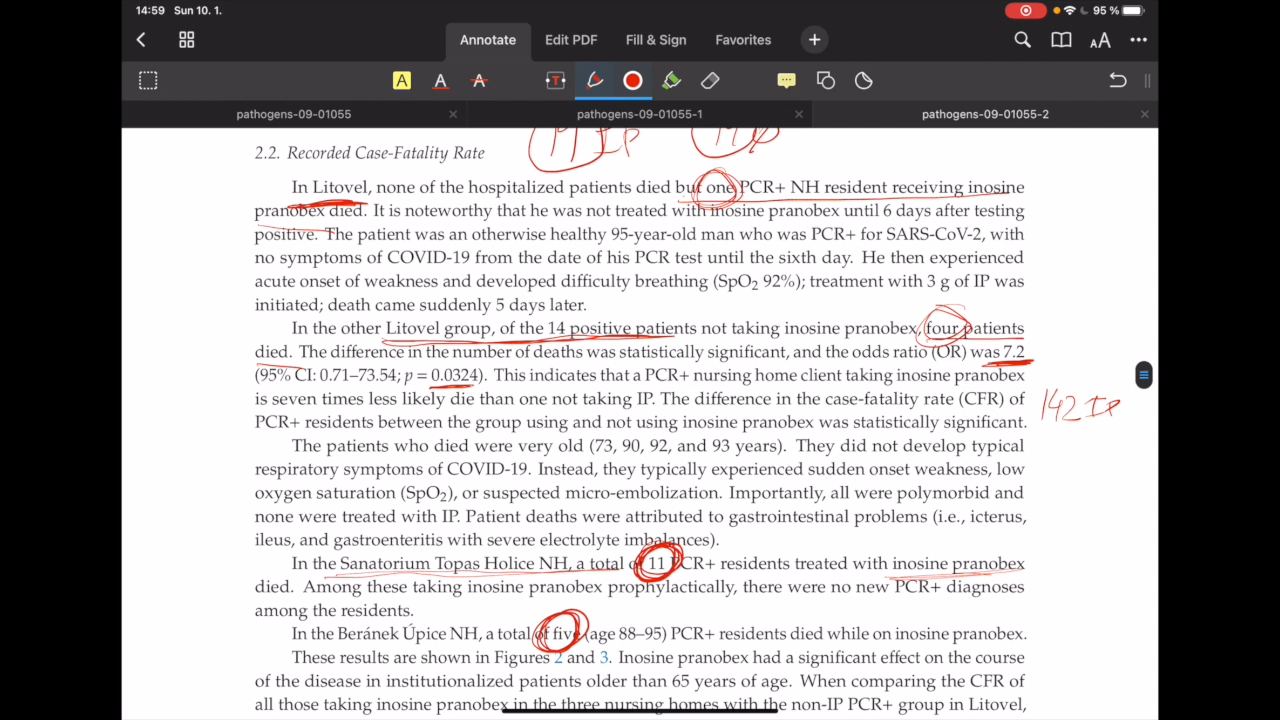 14:59 Sun 10. 1. 95 %
Annotate Edit PDF Fill & Sign Favorites
A A A T
pathogens-09-01055 pathogens-09-01055-1 pathogens-09-01055-2
IP
2.2. Recorded Case-Fatality Rate
In Litovel, none of the hospitalized patients died but one PCR+ NH resident receiving inosine
pranobex died. It is noteworthy that he was not treated with inosine pranobex until 6 days after testing
positive. The patient was an otherwise healthy 95-year-old man who was PCR+ for SARS-CoV-2, with
no symptoms of COVID-19 from the date of his PCR test until the sixth day. He then experienced
acute onset of weakness and developed difficulty breathing (SpO2 92%); treatment with 3 g of IP was
initiated; death came suddenly 5 days later.
In the other Litovel group, of the 14 positive patients not taking inosine pranobex, four patients
died. The difference in the number of deaths was statistically significant, and the odds ratio (OR) was 7.2
(95% CI: 0.71–73.54; p = 0.0324). This indicates that a PCR+ nursing home client taking inosine pranobex
is seven times less likely die than one not taking IP. The difference in the case-fatality rate (CFR) of
142 IP
PCR+ residents between the group using and not using inosine pranobex was statistically significant.
The patients who died were very old (73, 90, 92, and 93 years). They did not develop typical
respiratory symptoms of COVID-19. Instead, they typically experienced sudden onset weakness, low
oxygen saturation (SpO2), or suspected micro-embolization. Importantly, all were polymorbid and
none were treated with IP. Patient deaths were attributed to gastrointestinal problems (i.e., icterus,
ileus, and gastroenteritis with severe electrolyte imbalances).
In the Sanatorium Topas Holice NH, a total of 11 PCR+ residents treated with inosine pranobex
died. Among these taking inosine pranobex prophylactically, there were no new PCR+ diagnoses
among the residents.
In the Beránek Úpice NH, a total of five (age 88–95) PCR+ residents died while on inosine pranobex.
These results are shown in Figures 2 and 3. Inosine pranobex had a significant effect on the course
of the disease in institutionalized patients older than 65 years of age. When comparing the CFR of
all those taking inosine pranobex in the three nursing homes with the non-IP PCR+ group in Litovel,